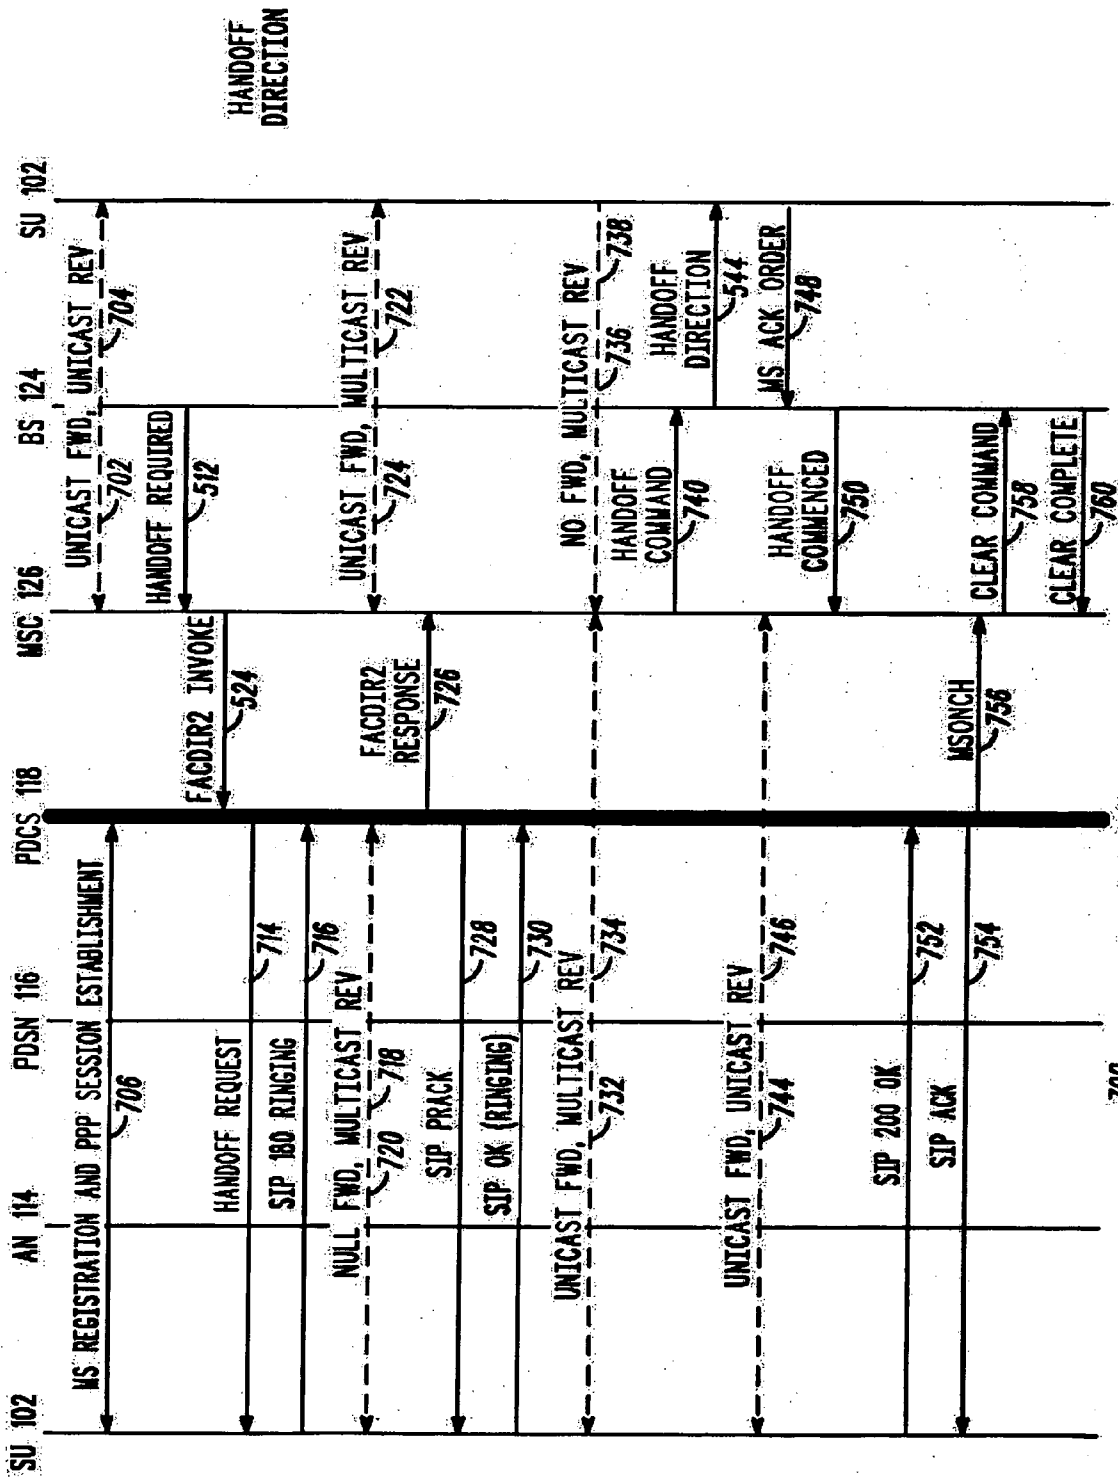 SU 102
AN 114
PDSN 116
PDCS 118
MSC 126
BS 124
SU 102
UNICAST FWD, UNICAST REV
702
704
MS REGISTRATION AND PPP SESSION ESTABLISHMENT
706
HANDOFF REQUIRED
512
FACDIR2 INVOKE
524
HANDOFF
DIRECTION
HANDOFF REQUEST
714
SIP 180 RINGING
716
NULL FWD, MULTICAST REV
720
718
UNICAST FWD, MULTICAST REV
724
722
FACDIR2
RESPONSE
726
SIP PRACK
728
SIP OK (RINGING)
730
UNICAST FWD, MULTICAST REV
732
734
NO FWD, MULTICAST REV
736
738
HANDOFF
COMMAND
740
HANDOFF
DIRECTION
544
UNICAST FWD, UNICAST REV
744
746
MS ACK ORDER
748
HANDOFF
COMMENCED
750
SIP 200 OK
752
SIP ACK
754
MSONCH
756
CLEAR COMMAND
758
CLEAR COMPLETE
760